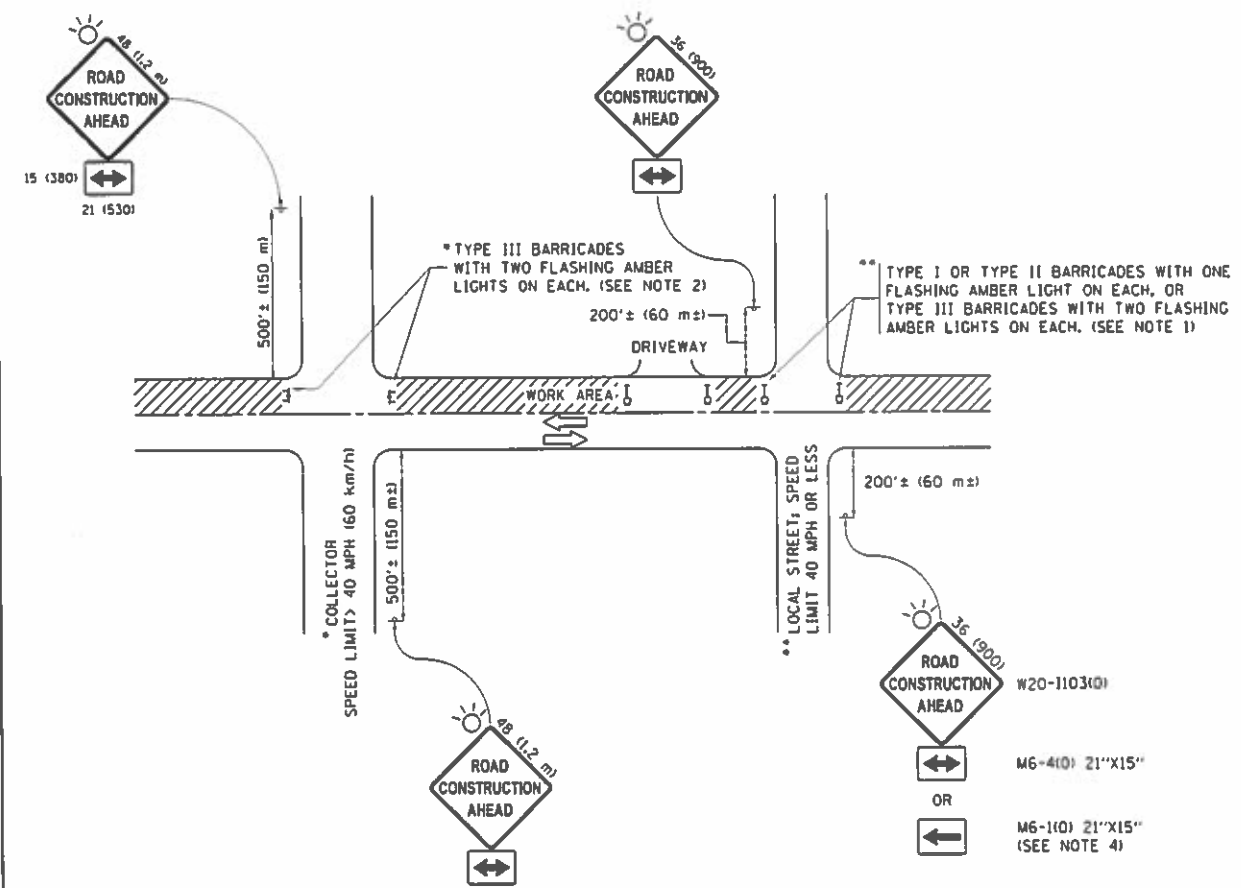 48 (1.2 m)
ROAD
CONSTRUCTION
AHEAD
15 (380)
21 (530)
36 (900)
ROAD
CONSTRUCTION
AHEAD
500'± (150 m)
* TYPE III BARRICADES
WITH TWO FLASHING AMBER
LIGHTS ON EACH. (SEE NOTE 2)
200'± (60 m±)
DRIVEWAY
** TYPE I OR TYPE II BARRICADES WITH ONE
FLASHING AMBER LIGHT ON EACH, OR
TYPE III BARRICADES WITH TWO FLASHING
AMBER LIGHTS ON EACH. (SEE NOTE 1)
WORK AREA
* COLLECTOR
SPEED LIMIT> 40 MPH (60 km/h)
500'± (150 m±)
** LOCAL STREET; SPEED
LIMIT 40 MPH OR LESS
200'± (60 m±)
48 (1.2 m)
ROAD
CONSTRUCTION
AHEAD
36 (900)
ROAD
CONSTRUCTION
AHEAD
W20-1103(0)
M6-4(0) 21"X15"
OR
M6-1(0) 21"X15"
(SEE NOTE 4)